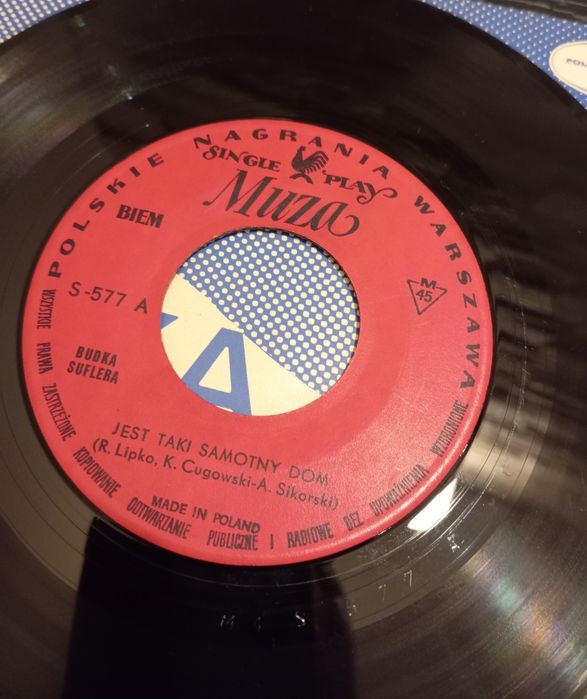 POLSKIE NAGRANIA WARSZAWA
SINGLE PLAY
Muza
BIEM
S-577 A
M
45
BUDKA
SUFLERA
JEST TAKI SAMOTNY DOM
(R. Lipko, K. Cugowski-A. Sikorski)
MADE IN POLAND
WSZYSTKIE PRAWA ZASTRZEŻONE KOPIOWANIE ODTWARZANIE PUBLICZNE I RADIOWE BEZ UPOWAŻNIENIA WZBRONIONE